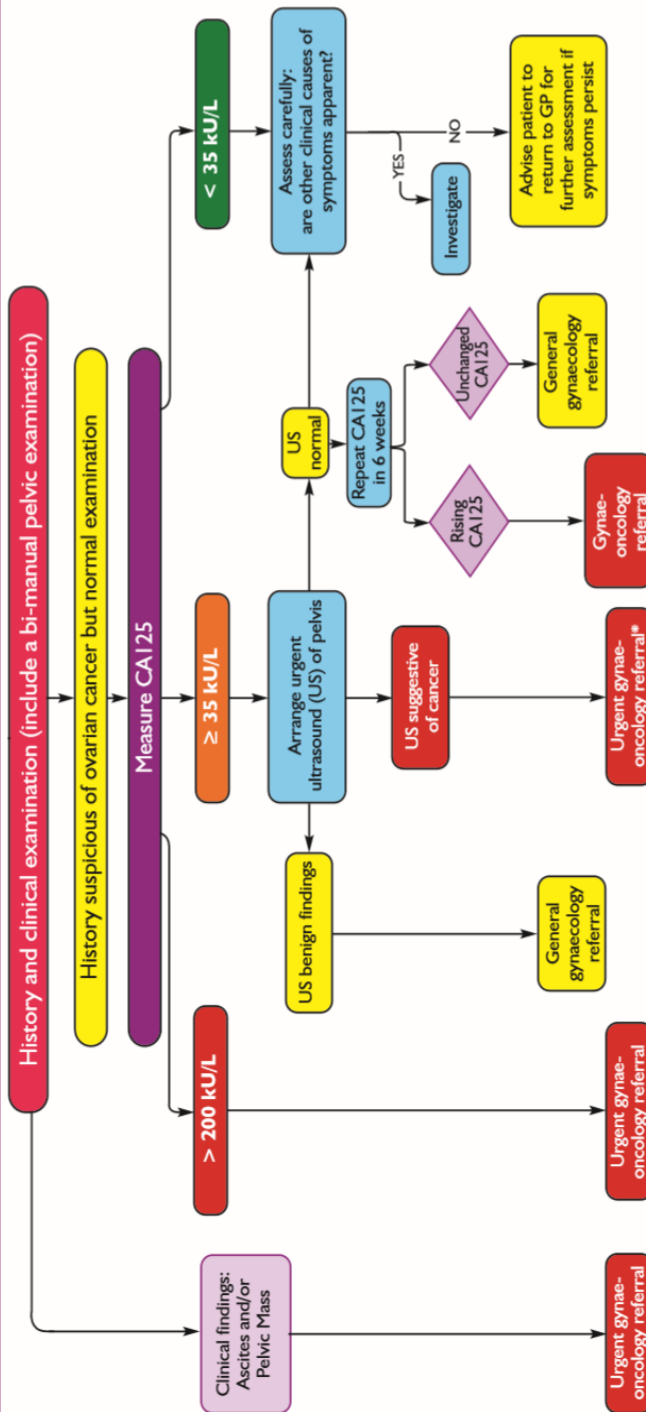 History and clinical examination (include a bi-manual pelvic examination)
History suspicious of ovarian cancer but normal examination
Measure CA125
Clinical findings:
Ascites and/or
Pelvic Mass
> 200 kU/L
≥ 35 kU/L
< 35 kU/L
Arrange urgent
ultrasound (US) of pelvis
Assess carefully:
are other clinical causes of
symptoms apparent?
US benign findings
US suggestive
of cancer
US
normal
Repeat CA125
in 6 weeks
Rising
CA125
Unchanged
CA125
YES
NO
Investigate
Urgent gynae-
oncology referral
Urgent gynae-
oncology referral
General
gynaecology
referral
Urgent gynae-
oncology referral*
Gynae-
oncology
referral
General
gynaecology
referral
Advise patient to
return to GP for
further assessment if
symptoms persist